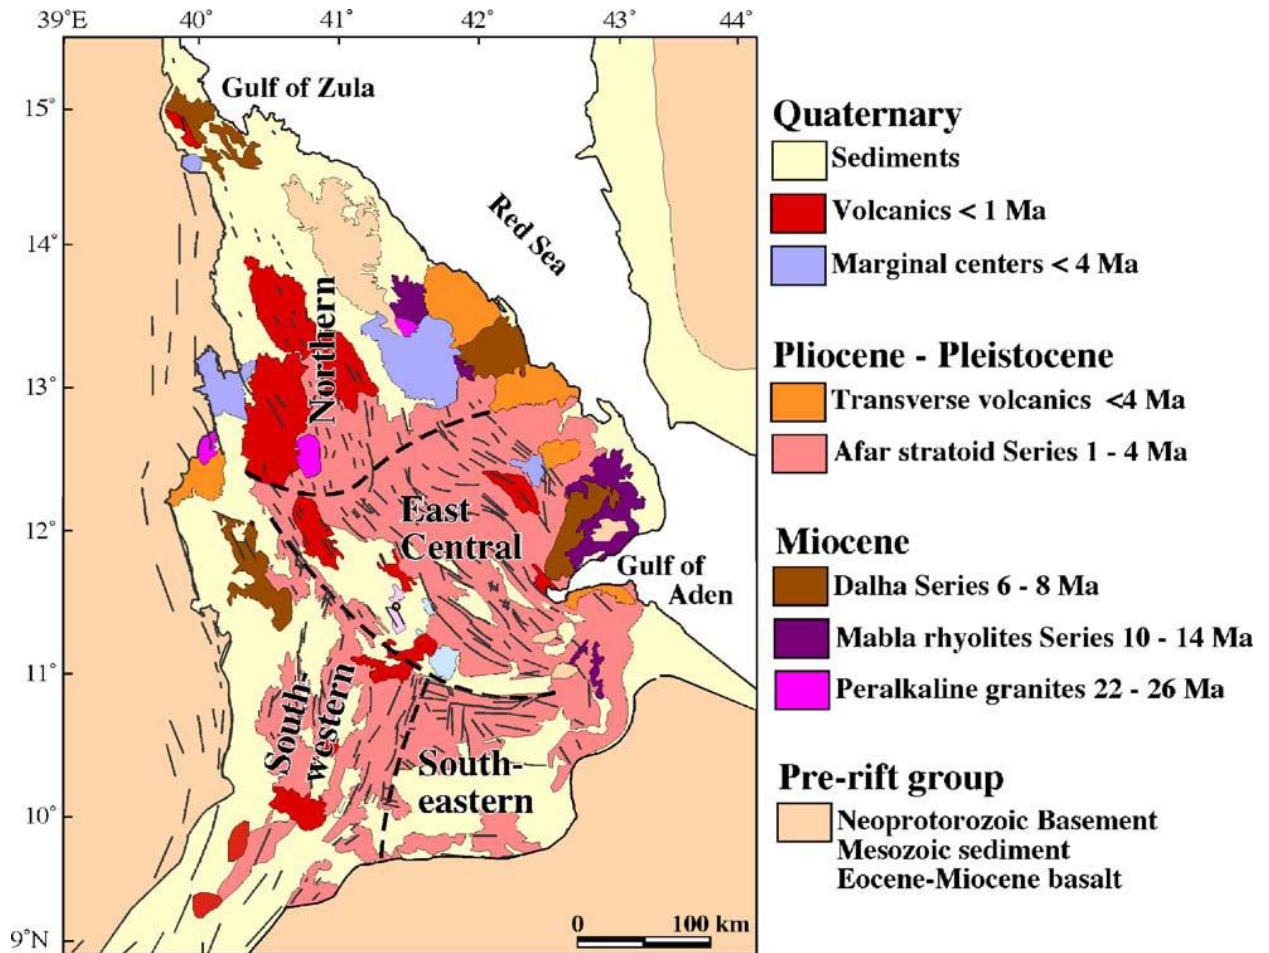 39°E 40° 41° 42° 43° 44°
15°
14°
13°
12°
11°
10°
9°N
Gulf of Zula
Red Sea
Northern
East
Central
Gulf of
Aden
South-
western
South-
eastern
0 100 km
Quaternary
Sediments
Volcanics < 1 Ma
Marginal centers < 4 Ma
Pliocene - Pleistocene
Transverse volcanics <4 Ma
Afar stratoid Series 1 - 4 Ma
Miocene
Dalha Series 6 - 8 Ma
Mabla rhyolites Series 10 - 14 Ma
Peralkaline granites 22 - 26 Ma
Pre-rift group
Neoprotorozoic Basement
Mesozoic sediment
Eocene-Miocene basalt